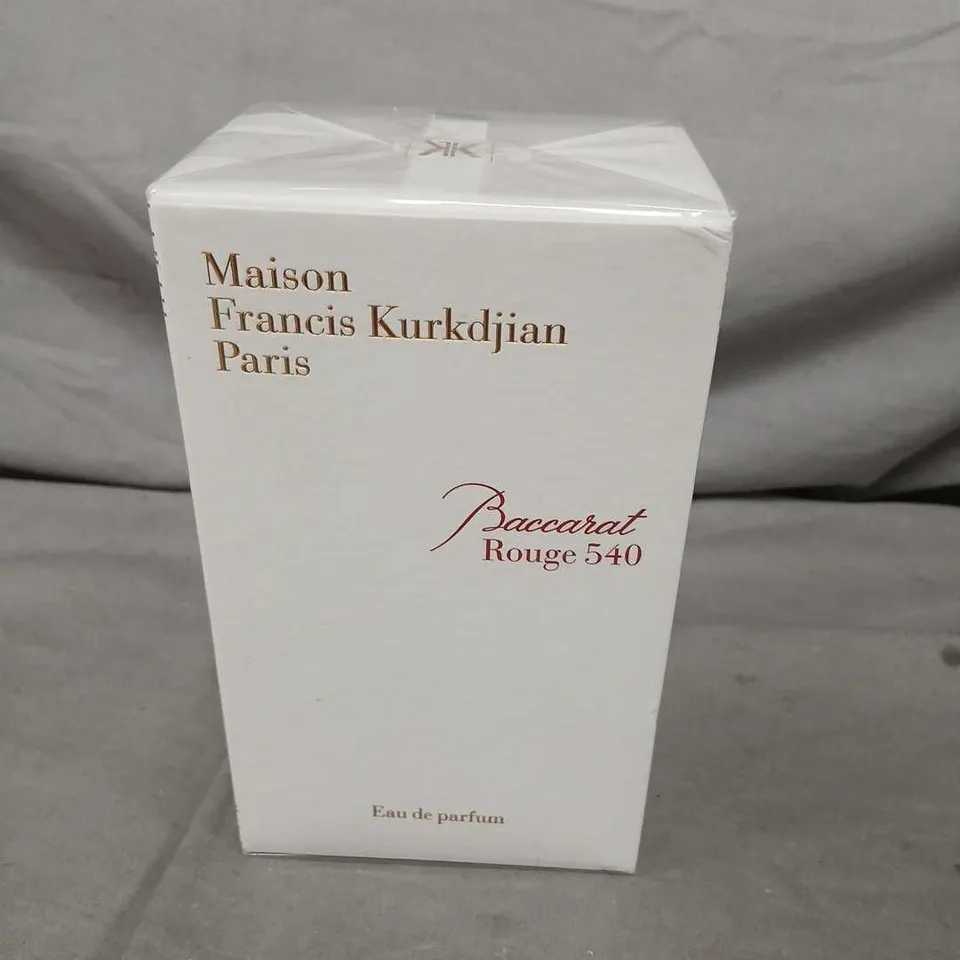 Maison
Francis Kurkdjian
Paris
Baccarat
Rouge 540
Eau de parfum